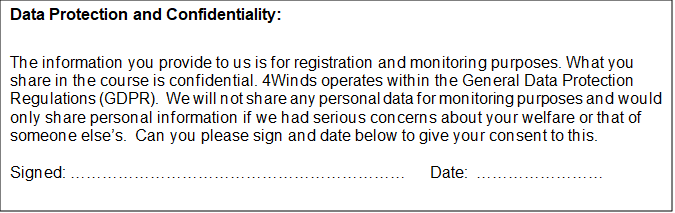 Data Protection and Confidentiality:
The information you provide to us is for registration and monitoring purposes. What you
share in the course is confidential. 4Winds operates within the General Data Protection
Regulations (GDPR).  We will not share any personal data for monitoring purposes and would
only share personal information if we had serious concerns about your welfare or that of
someone else’s.  Can you please sign and date below to give your consent to this.
Signed: ………………………………………………………… Date: ……………………